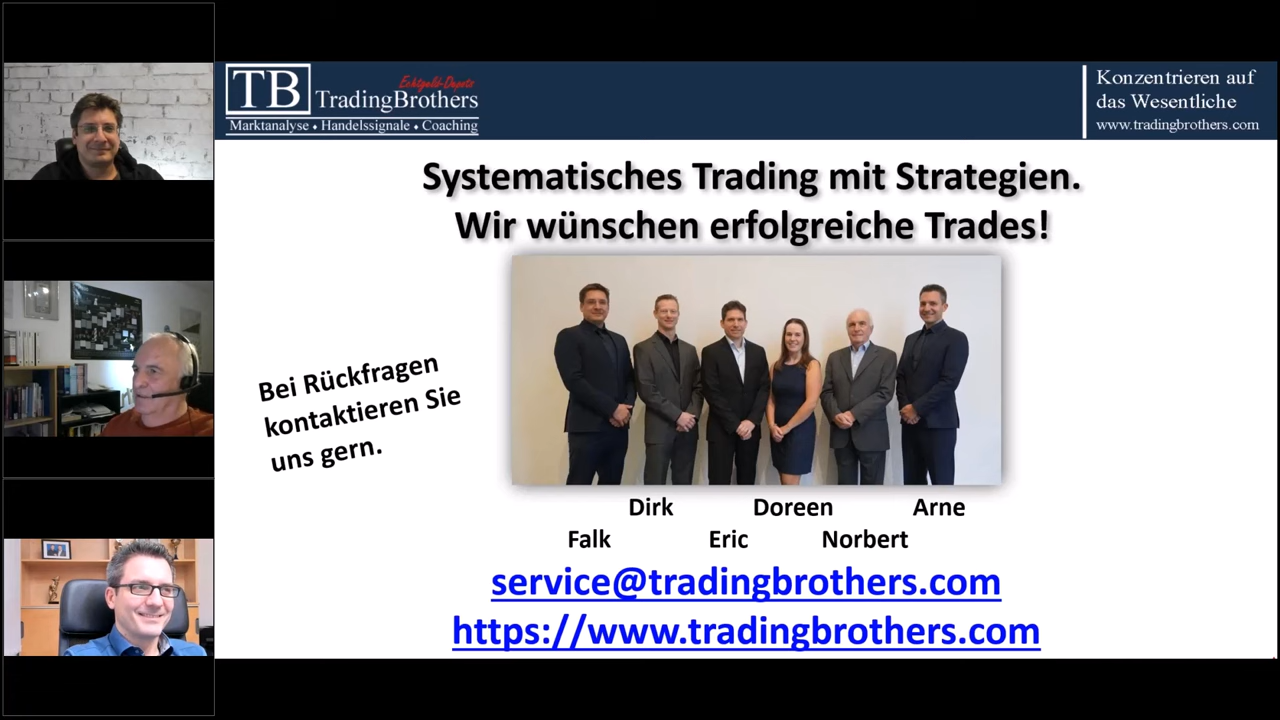 TB
Echtgeld-Depots
TradingBrothers
Marktanalyse ♦ Handelssignale ♦ Coaching
Konzentrieren auf
das Wesentliche
www.tradingbrothers.com
Systematisches Trading mit Strategien.
Wir wünschen erfolgreiche Trades!
Bei Rückfragen
kontaktieren Sie
uns gern.
Dirk Doreen Arne
Falk Eric Norbert
service@tradingbrothers.com
https://www.tradingbrothers.com